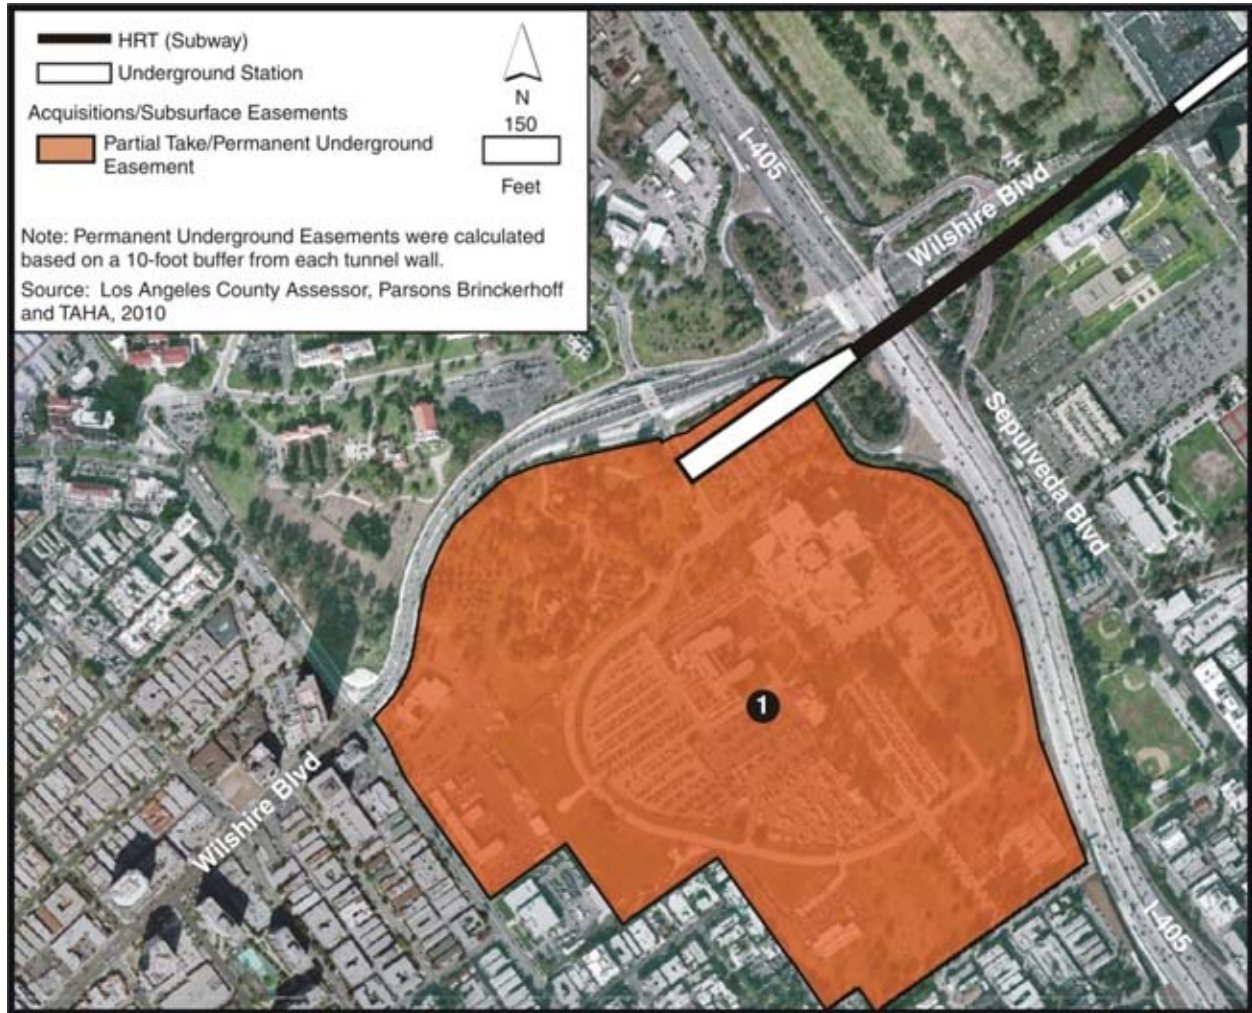 HRT (Subway)
Underground Station
Acquisitions/Subsurface Easements
Partial Take/Permanent Underground
Easement
N
150
Feet
Note: Permanent Underground Easements were calculated
based on a 10-foot buffer from each tunnel wall.
Source: Los Angeles County Assessor, Parsons Brinckerhoff
and TAHA, 2010
I-405
Wilshire Blvd
Sepulveda Blvd
1
Wilshire Blvd
I-405